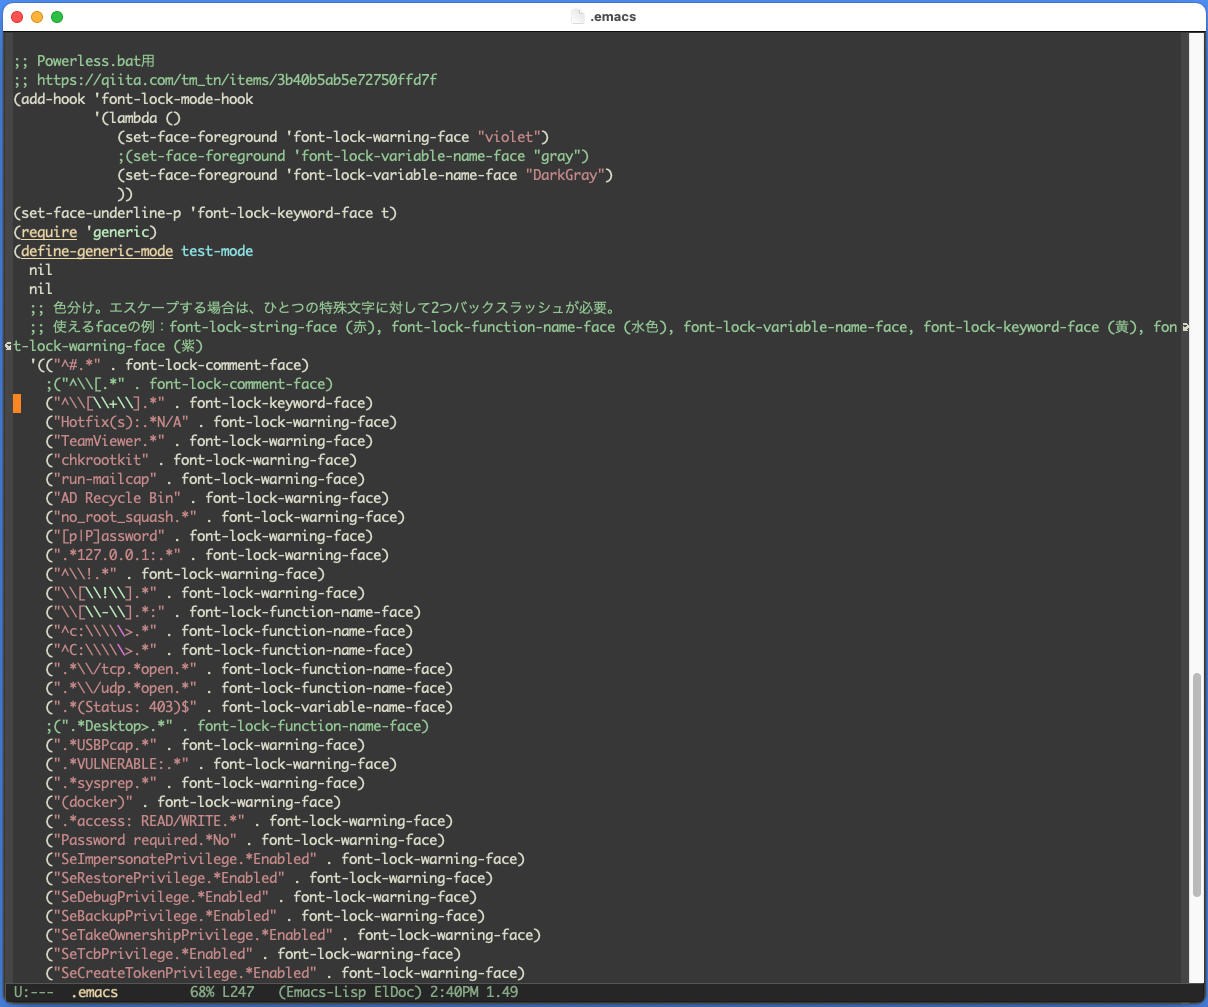 .emacs
;; Powerless.bat用
;; https://qiita.com/tm_tn/items/3b40b5ab5e72750ffd7f
(add-hook 'font-lock-mode-hook
'(lambda ()
(set-face-foreground 'font-lock-warning-face "violet")
;(set-face-foreground 'font-lock-variable-name-face "gray")
(set-face-foreground 'font-lock-variable-name-face "DarkGray")
))
(set-face-underline-p 'font-lock-keyword-face t)
(require 'generic)
(define-generic-mode test-mode
nil
nil
;; 色分け。エスケープする場合は、ひとつの特殊文字に対して2つバックスラッシュが必要。
;; 使えるfaceの例：font-lock-string-face (赤), font-lock-function-name-face (水色), font-lock-variable-name-face, font-lock-keyword-face (黄), fon
t-lock-warning-face (紫)
'(("^#.*" . font-lock-comment-face)
;("^\\[.*" . font-lock-comment-face)
("^\\[\\+\\].*" . font-lock-keyword-face)
("Hotfix(s):.*N/A" . font-lock-warning-face)
("TeamViewer.*" . font-lock-warning-face)
("chkrootkit" . font-lock-warning-face)
("run-mailcap" . font-lock-warning-face)
("AD Recycle Bin" . font-lock-warning-face)
("no_root_squash.*" . font-lock-warning-face)
("[p|P]assword" . font-lock-warning-face)
(".*127.0.0.1:.*" . font-lock-warning-face)
("^\\!.*" . font-lock-warning-face)
("\\[\\!\\].*" . font-lock-warning-face)
("\\[\\-\\].*:" . font-lock-function-name-face)
("^c:\\\\\>.*" . font-lock-function-name-face)
("^C:\\\\\>.*" . font-lock-function-name-face)
(".*\\/tcp.*open.*" . font-lock-function-name-face)
(".*\\/udp.*open.*" . font-lock-function-name-face)
(".*(Status: 403)$" . font-lock-variable-name-face)
;(".*Desktop>.*" . font-lock-function-name-face)
(".*USBPcap.*" . font-lock-warning-face)
(".*VULNERABLE:.*" . font-lock-warning-face)
(".*sysprep.*" . font-lock-warning-face)
("(docker)" . font-lock-warning-face)
(".*access: READ/WRITE.*" . font-lock-warning-face)
("Password required.*No" . font-lock-warning-face)
("SeImpersonatePrivilege.*Enabled" . font-lock-warning-face)
("SeRestorePrivilege.*Enabled" . font-lock-warning-face)
("SeDebugPrivilege.*Enabled" . font-lock-warning-face)
("SeBackupPrivilege.*Enabled" . font-lock-warning-face)
("SeTakeOwnershipPrivilege.*Enabled" . font-lock-warning-face)
("SeTcbPrivilege.*Enabled" . font-lock-warning-face)
("SeCreateTokenPrivilege.*Enabled" . font-lock-warning-face)
U:--- .emacs 68% L247 (Emacs-Lisp ElDoc) 2:40PM 1.49